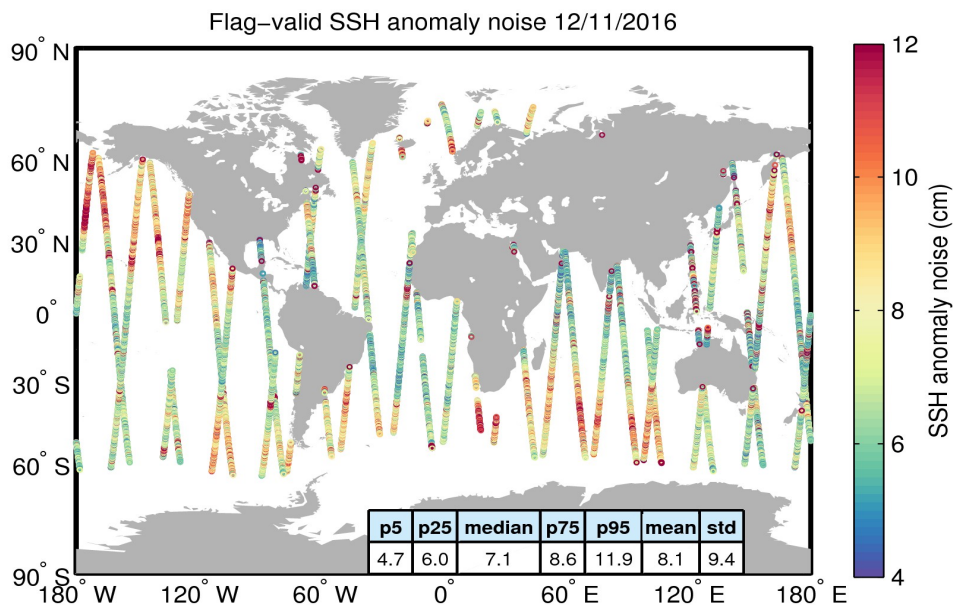 Flag−valid SSH anomaly noise 12/11/2016
90° N
60° N
30° N
0°
30° S
60° S
90° S
180° W
120° W
60° W
0°
60° E
120° E
180° E
p5 p25 median p75 p95 mean std
4.7 6.0 7.1 8.6 11.9 8.1 9.4
12
10
8
6
4
SSH anomaly noise (cm)